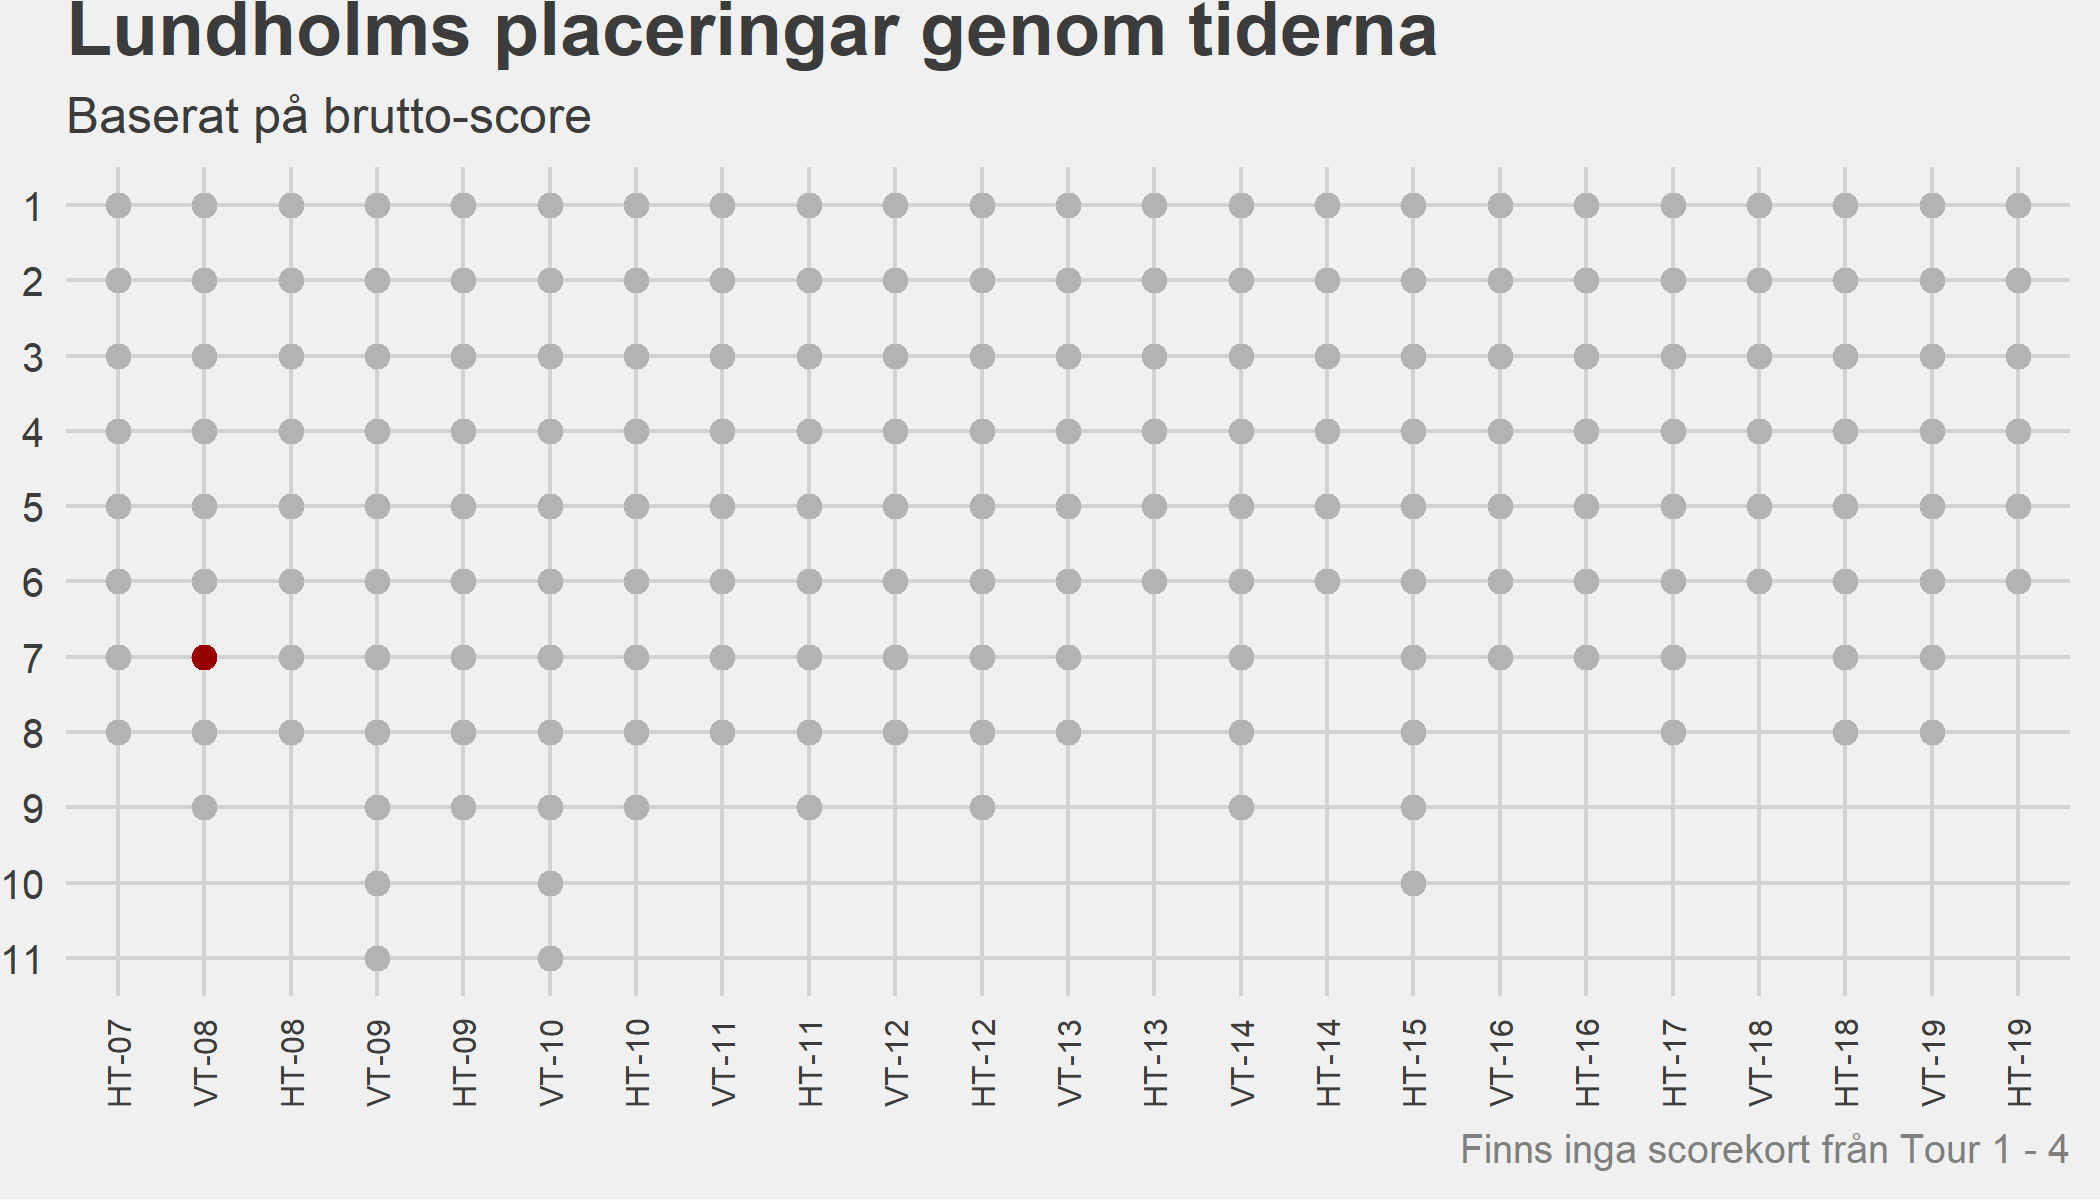 Lundholms placeringar genom tiderna
Baserat på brutto-score
1
2
3
4
5
6
7
8
9
10
11
HT-07
VT-08
HT-08
VT-09
HT-09
VT-10
HT-10
VT-11
HT-11
VT-12
HT-12
VT-13
HT-13
VT-14
HT-14
HT-15
VT-16
HT-16
HT-17
VT-18
HT-18
VT-19
HT-19
Finns inga scorekort från Tour 1 - 4